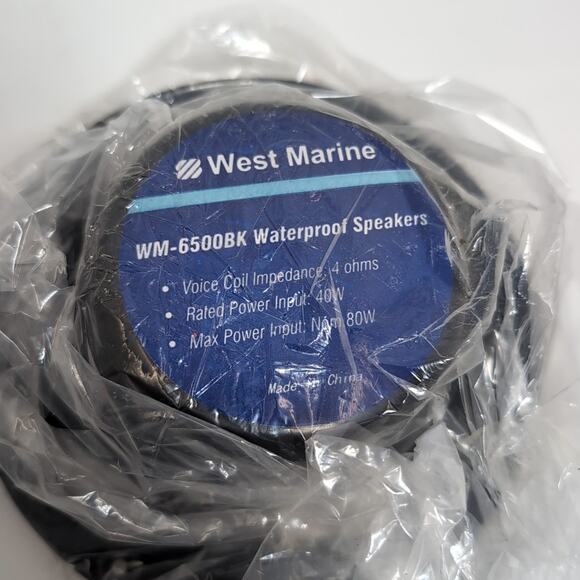 West Marine
WM-6500BK Waterproof Speakers
• Voice Coil Impedance: 4 ohms
• Rated Power Input: 40W
• Max Power Input: Nom 80W
Made in China